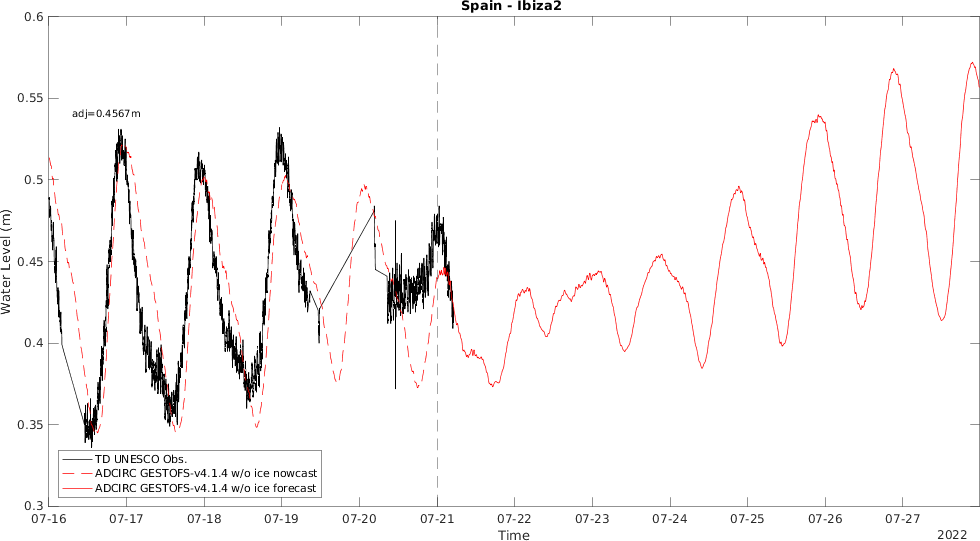 Spain - Ibiza2
0.6
0.55
0.5
0.45
0.4
0.35
0.3
Water Level (m)
adj=0.4567m
TD UNESCO Obs.
ADCIRC GESTOFS-v4.1.4 w/o ice nowcast
ADCIRC GESTOFS-v4.1.4 w/o ice forecast
07-16 07-17 07-18 07-19 07-20 07-21 07-22 07-23 07-24 07-25 07-26 07-27
Time
2022